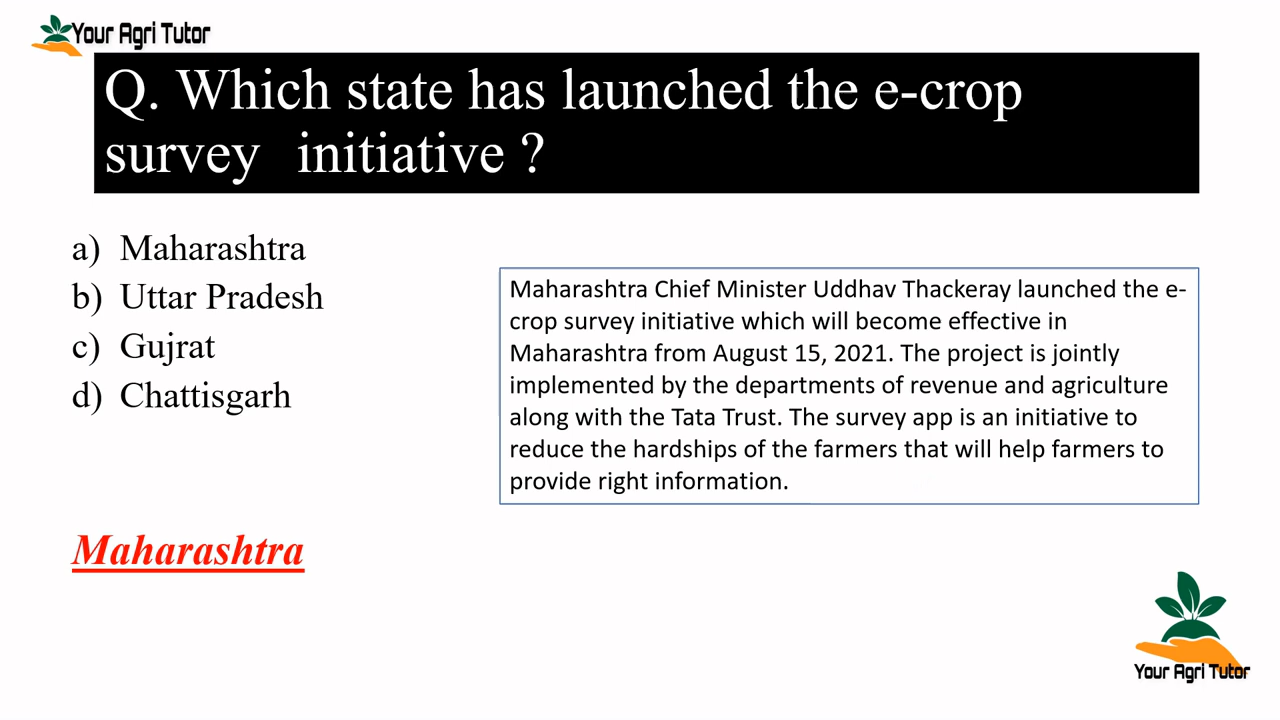 Your Agri Tutor
Q. Which state has launched the e-crop
survey initiative ?
a) Maharashtra
b) Uttar Pradesh
c) Gujrat
d) Chattisgarh
Maharashtra Chief Minister Uddhav Thackeray launched the e-
crop survey initiative which will become effective in
Maharashtra from August 15, 2021. The project is jointly
implemented by the departments of revenue and agriculture
along with the Tata Trust. The survey app is an initiative to
reduce the hardships of the farmers that will help farmers to
provide right information.
Maharashtra
Your Agri Tutor